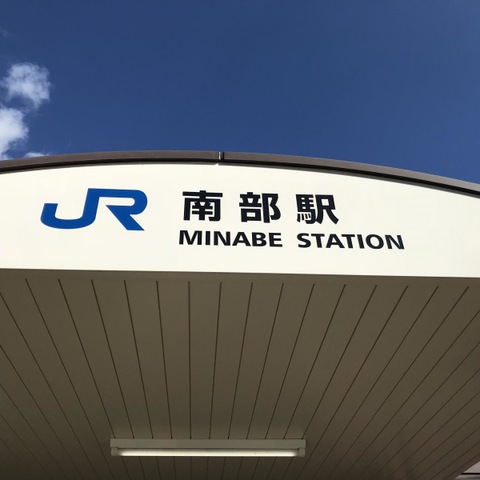 JR 南部駅
MINABE STATION